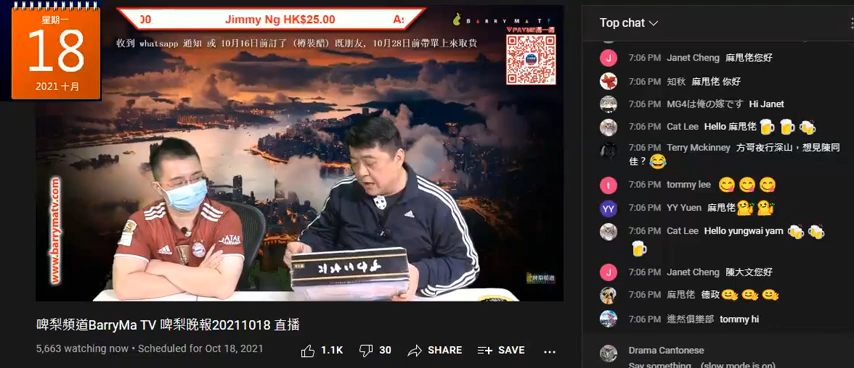 星期一
18
2021 十月
00
Jimmy Ng HK$25.00
As
BARRYMATV
收到 whatsapp 通知 或 10月16日前訂了 (樽裝醋) 既朋友, 10月28日前帶單上來取貨
PAYME
www.barrymatv.com
QATAR
啤梨頻道BarryMa TV 啤梨晚報20211018 直播
5,663 watching now • Scheduled for Oct 18, 2021
1.1K
30
SHARE
SAVE
Top chat
J
7:06 PM Janet Cheng 麻甩佬您好
7:06 PM 知秋 麻甩佬 你好
7:06 PM MG4は俺の嫁です Hi Janet
7:06 PM Cat Lee Hello 麻甩佬 🍺🍺🍻
7:06 PM Terry Mckinney 方哥夜行深山，想見陳同
佳？😂
t
7:06 PM tommy lee 😋😋😋
YY
7:06 PM YY Yuen 麻甩佬
7:06 PM Cat Lee Hello yungwai yam 🍻🍻
🍺
J
7:06 PM Janet Cheng 陳大文您好
7:06 PM 麻甩佬 德政
7:06 PM 進然俱樂部 tommy hi
Drama Cantonese
Say something... (slow mode is on)